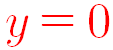 y = 0